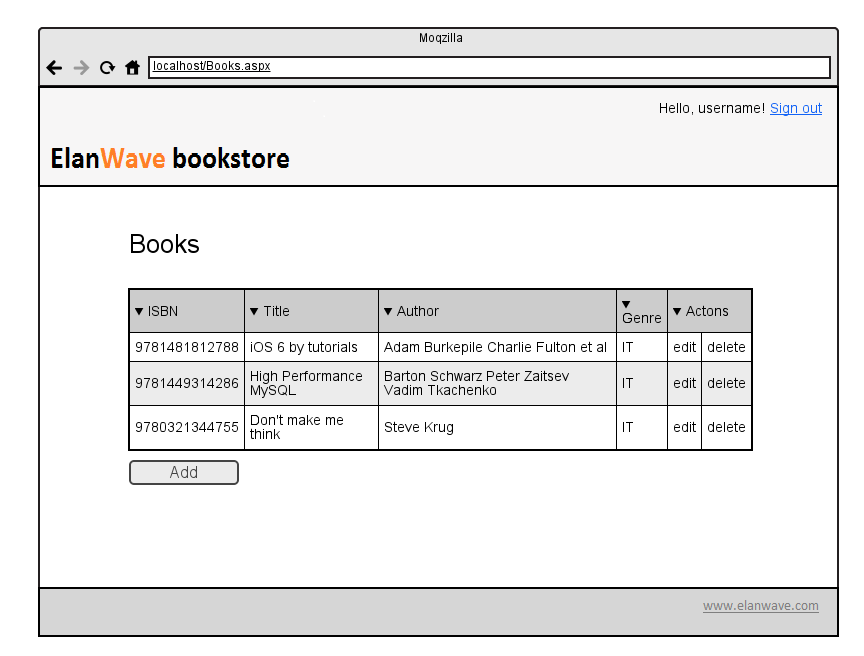 Moqzilla
localhost/Books.aspx
Hello, username! Sign out
ElanWave bookstore
Books
ISBN Title Author Genre Actons
9781481812788 iOS 6 by tutorials Adam Burkepile Charlie Fulton et al IT edit delete
9781449314286 High Performance MySQL Barton Schwarz Peter Zaitsev Vadim Tkachenko IT edit delete
9780321344755 Don't make me think Steve Krug IT edit delete
Add
www.elanwave.com